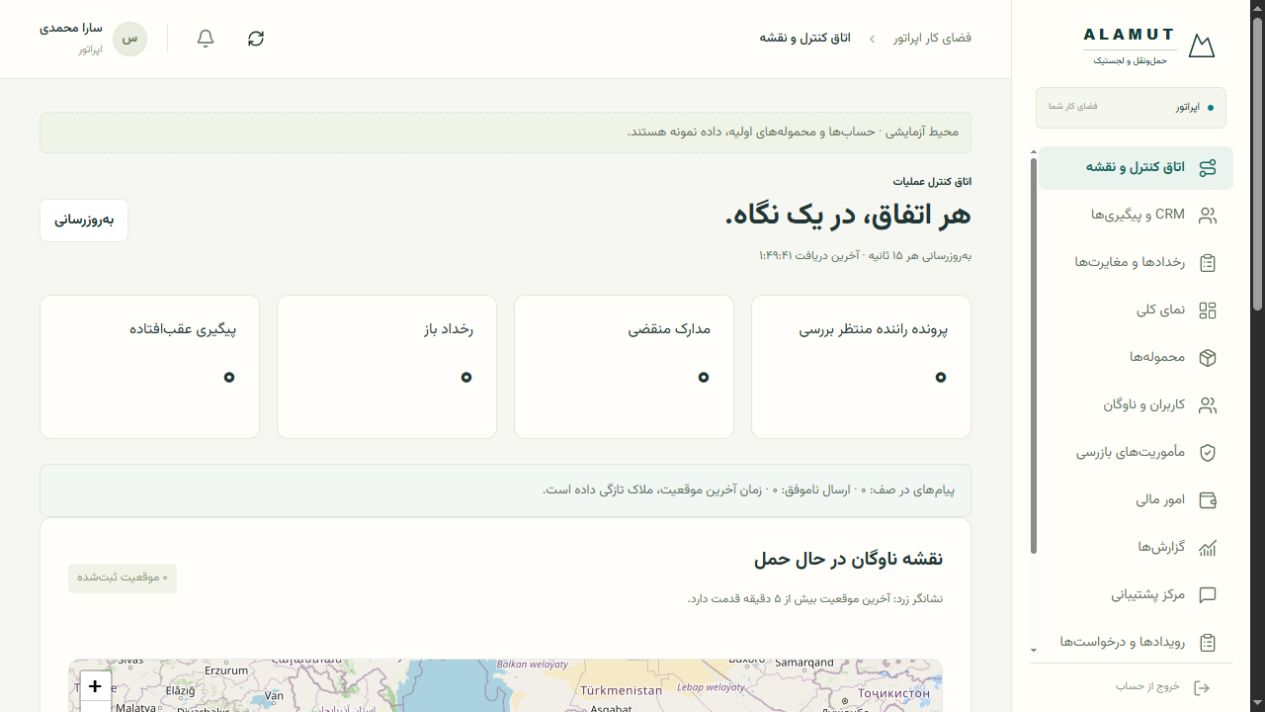 ALAMUT
حمل‌ونقل و لجستیک
اپراتور
فضای کار شما
اتاق کنترل و نقشه
CRM و پیگیری‌ها
رخدادها و مغایرت‌ها
نمای کلی
محموله‌ها
کاربران و ناوگان
مأموریت‌های بازرسی
امور مالی
گزارش‌ها
مرکز پشتیبانی
رویدادها و درخواست‌ها
خروج از حساب
فضای کار اپراتور
اتاق کنترل و نقشه
سارا محمدی
اپراتور
س
محیط آزمایشی · حساب‌ها و محموله‌های اولیه، داده نمونه هستند.
اتاق کنترل عملیات
هر اتفاق، در یک نگاه.
به‌روزرسانی هر ۱۵ ثانیه · آخرین دریافت ۱:۴۹:۴۱
به‌روزرسانی
پرونده راننده منتظر بررسی
۰
مدارک منقضی
۰
رخداد باز
۰
پیگیری عقب‌افتاده
۰
پیام‌های در صف: ۰ · ارسال ناموفق: ۰ · زمان آخرین موقعیت، ملاک تازگی داده است.
نقشه ناوگان در حال حمل
نشانگر زرد: آخرین موقعیت بیش از ۵ دقیقه قدمت دارد.
۰ موقعیت ثبت‌شده
+
Sivas
Erzurum
Elâzığ
Van
Malatya
Balkan welaýaty
Türkmenistan
Lebap welaýaty
Aşgabat
Samarqand
Тоҷикистон